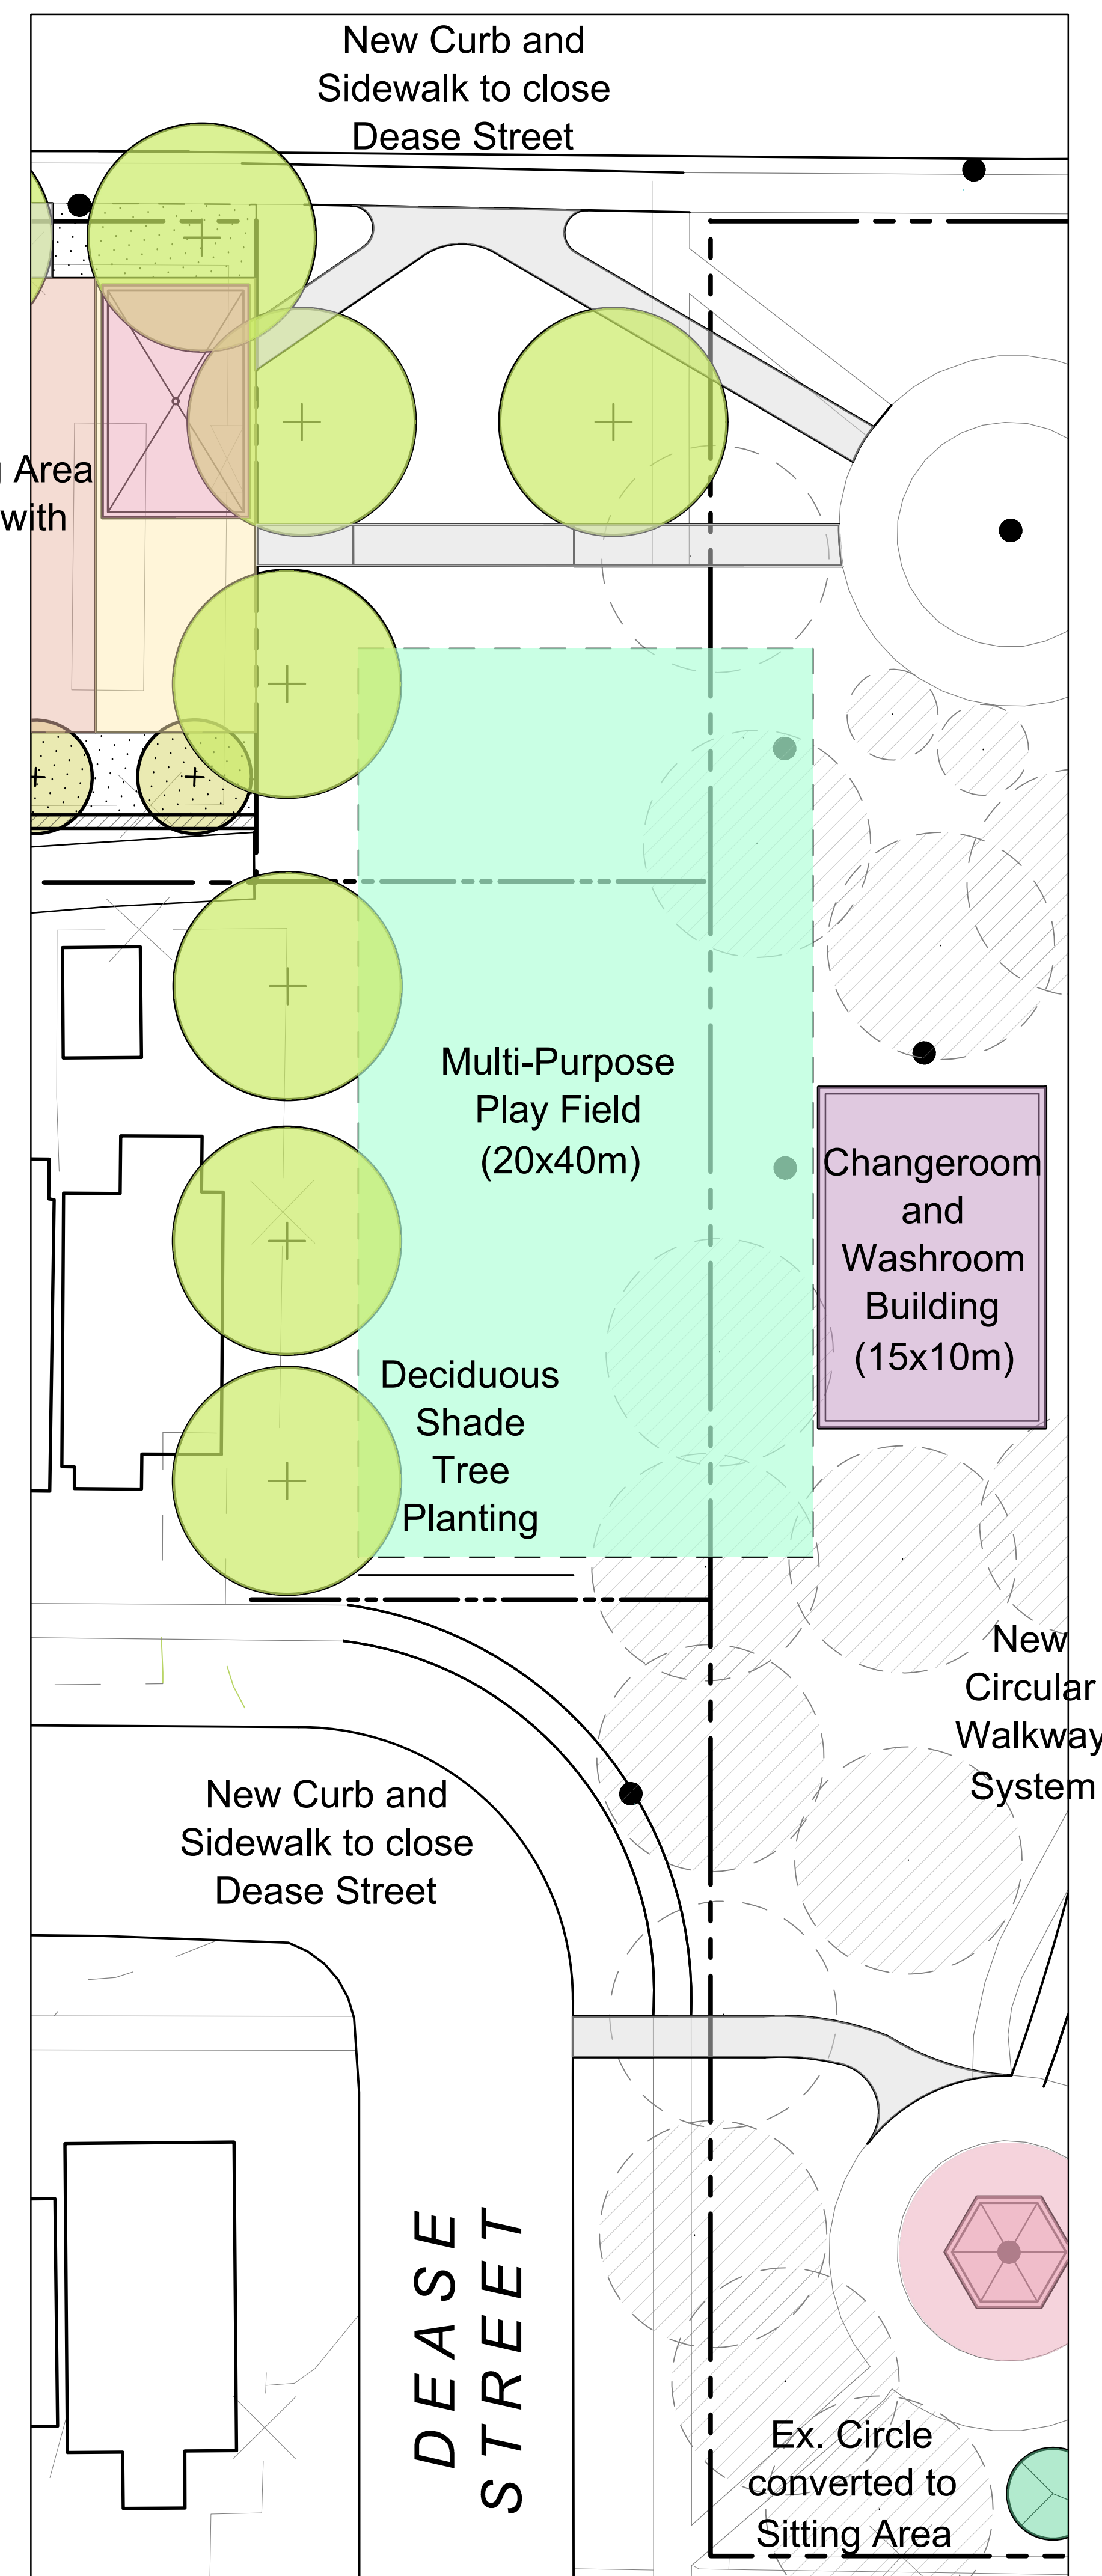 New Curb and
Sidewalk to close
Dease Street
Area
with
Multi-Purpose
Play Field
(20x40m)
Changeroom
and
Washroom
Building
(15x10m)
Deciduous
Shade
Tree
Planting
New
Circular
Walkway
System
New Curb and
Sidewalk to close
Dease Street
DEASE
STREET
Ex. Circle
converted to
Sitting Area